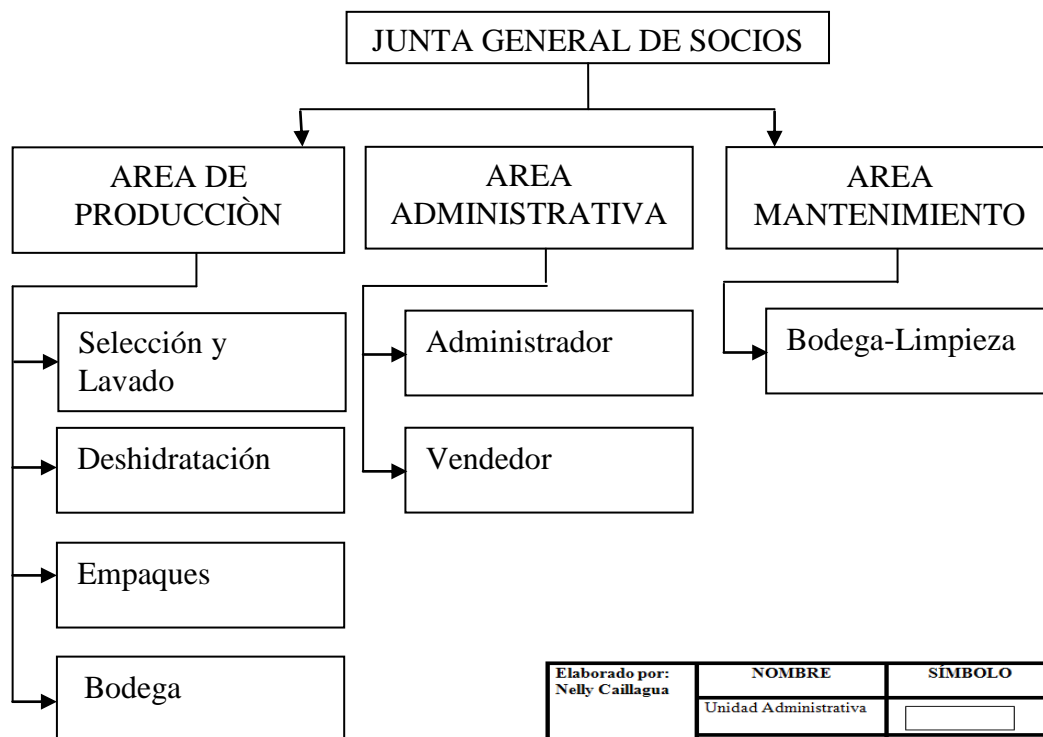 JUNTA GENERAL DE SOCIOS
AREA DE
PRODUCCIÒN
AREA
ADMINISTRATIVA
AREA
MANTENIMIENTO
Selección y
Lavado
Deshidratación
Empaques
Bodega
Administrador
Vendedor
Bodega-Limpieza
Elaborado por:
Nelly Caillagua
NOMBRE
SÍMBOLO
Unidad Administrativa